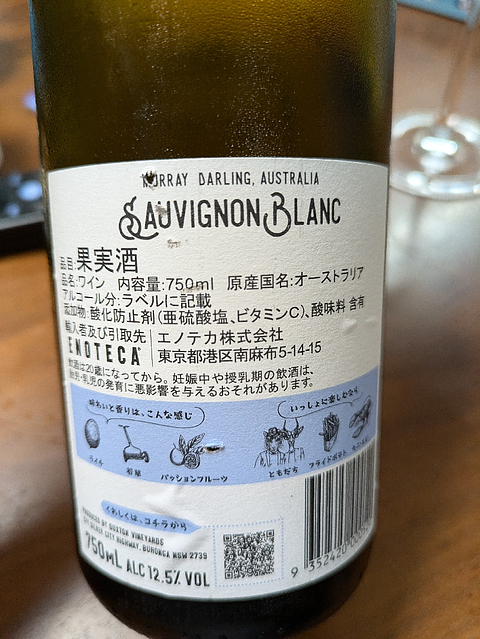 MURRAY DARLING, AUSTRALIA
SAUVIGNON BLANC
品目:果実酒
品名:ワイン 内容量:750ml 原産国名:オーストラリア
アルコール分:ラベルに記載
添加物:酸化防止剤(亜硫酸塩、ビタミンC)、酸味料 含有
輸入者及び引取先 エノテカ株式会社
ENOTECA 東京都港区南麻布5-14-15
飲酒は20歳になってから。妊娠中や授乳期の飲酒は、
胎児・乳児の発育に悪影響を与えるおそれがあります。
味わいと香りは、こんな感じ
いっしょに楽しむなら
ライチ
芝屋
パッションフルーツ
ともだち
フライドポテト
くわしくは、コチラから
PRODUCED BY BUXTON VINEYARDS
SILVER CITY HIGHWAY, BURONGA NSW 2739
750mL ALC 12.5% VOL
9 352420